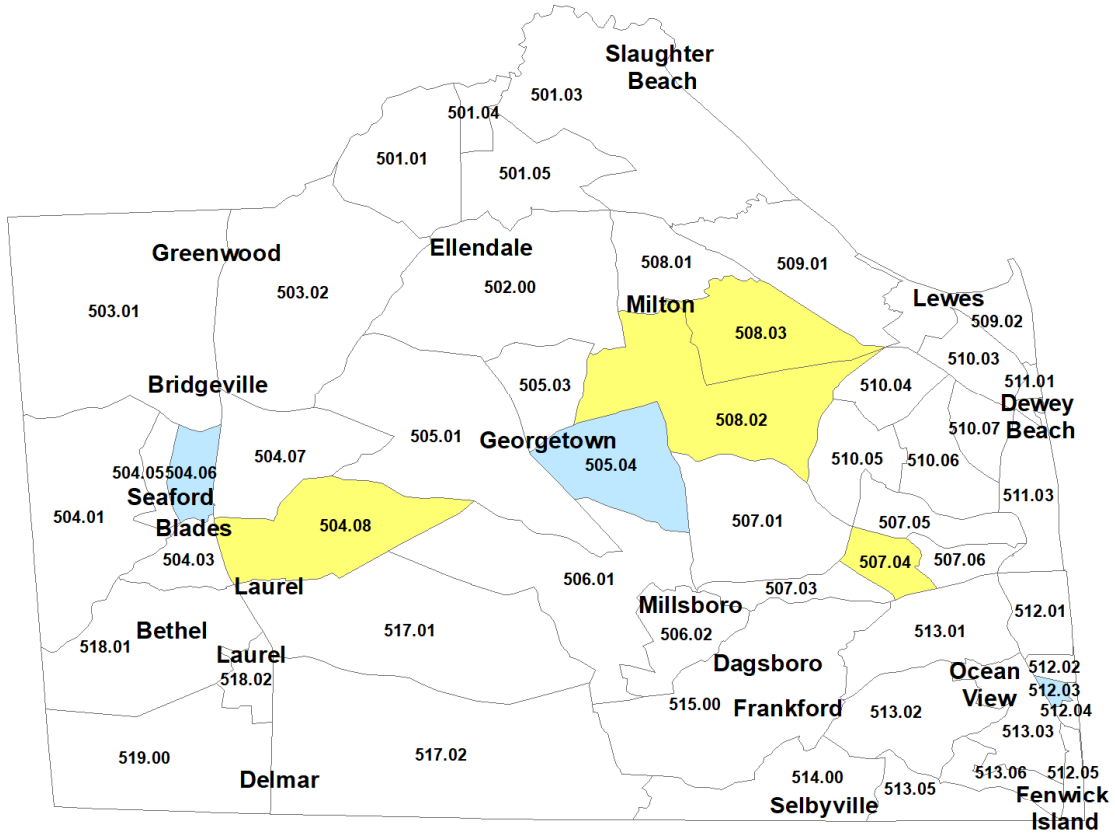 Slaughter
Beach
501.03
501.04
501.01
501.05
Greenwood
Ellendale
508.01
509.01
503.02
502.00
503.01
Milton
Lewes
509.02
508.03
510.03
Bridgeville
505.03
510.04
511.01
Dewey
Beach
508.02
510.07
505.01
Georgetown
504.07
505.04
510.05
510.06
504.05
504.06
Seaford
511.03
504.01
Blades
504.08
507.01
507.05
504.03
507.04
507.06
Laurel
506.01
507.03
Millsboro
512.01
518.01
Bethel
517.01
506.02
513.01
Laurel
518.02
Dagsboro
Ocean
View
512.02
512.03
512.04
515.00
Frankford
513.02
513.03
519.00
517.02
Delmar
514.00
Selbyville
513.05
513.06
512.05
Fenwick
Island